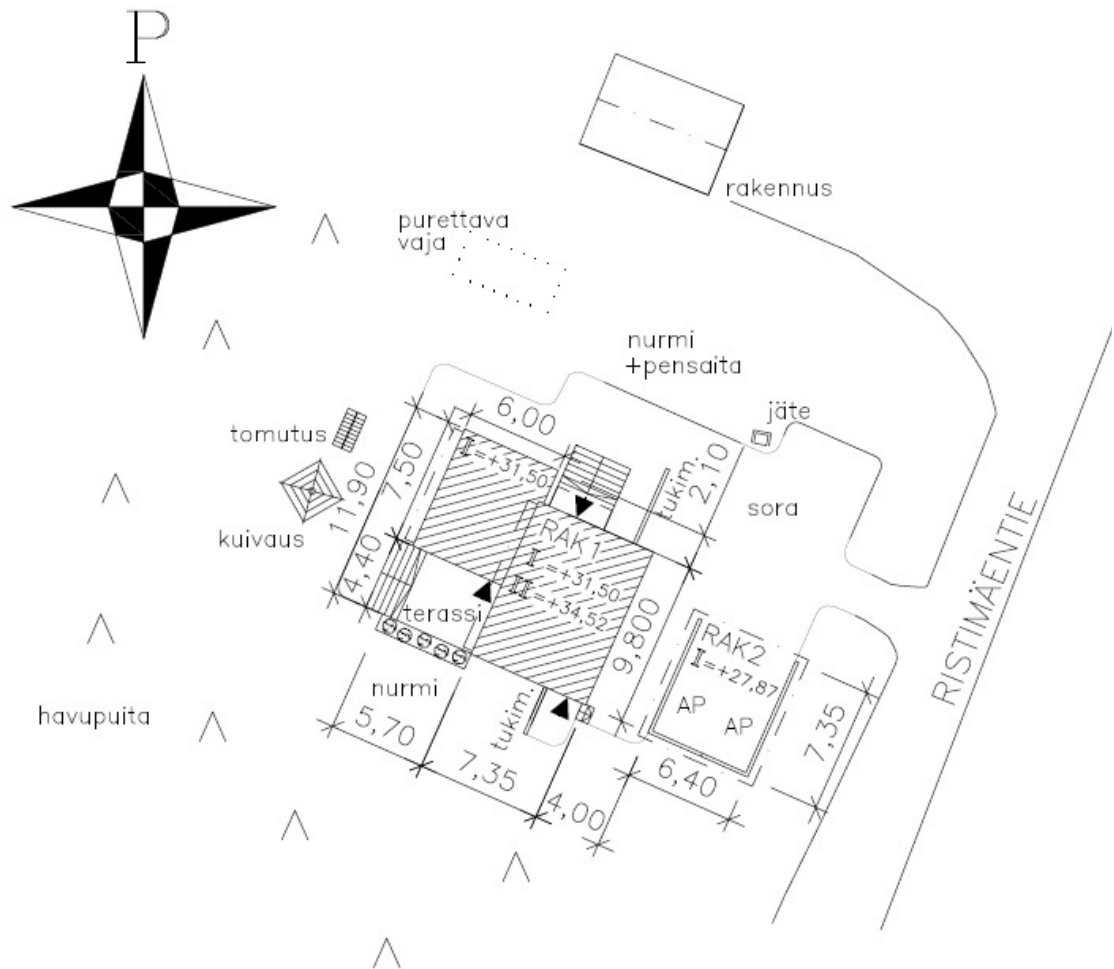 P
rakennus
purettava
vaja
nurmi
+pensaita
jäte
tomutus
6,00
I=+31,50
tukim.
2,10
7,50
11,90
sora
kuivaus
RAK1
I=+31,50
II=+34,52
4,40
terassi
9,800
RAK2
I=+27,87
AP
AP
RISTIMÄENTIE
nurmi
havupuita
5,70
tukim.
7,35
7,35
6,40
4,00